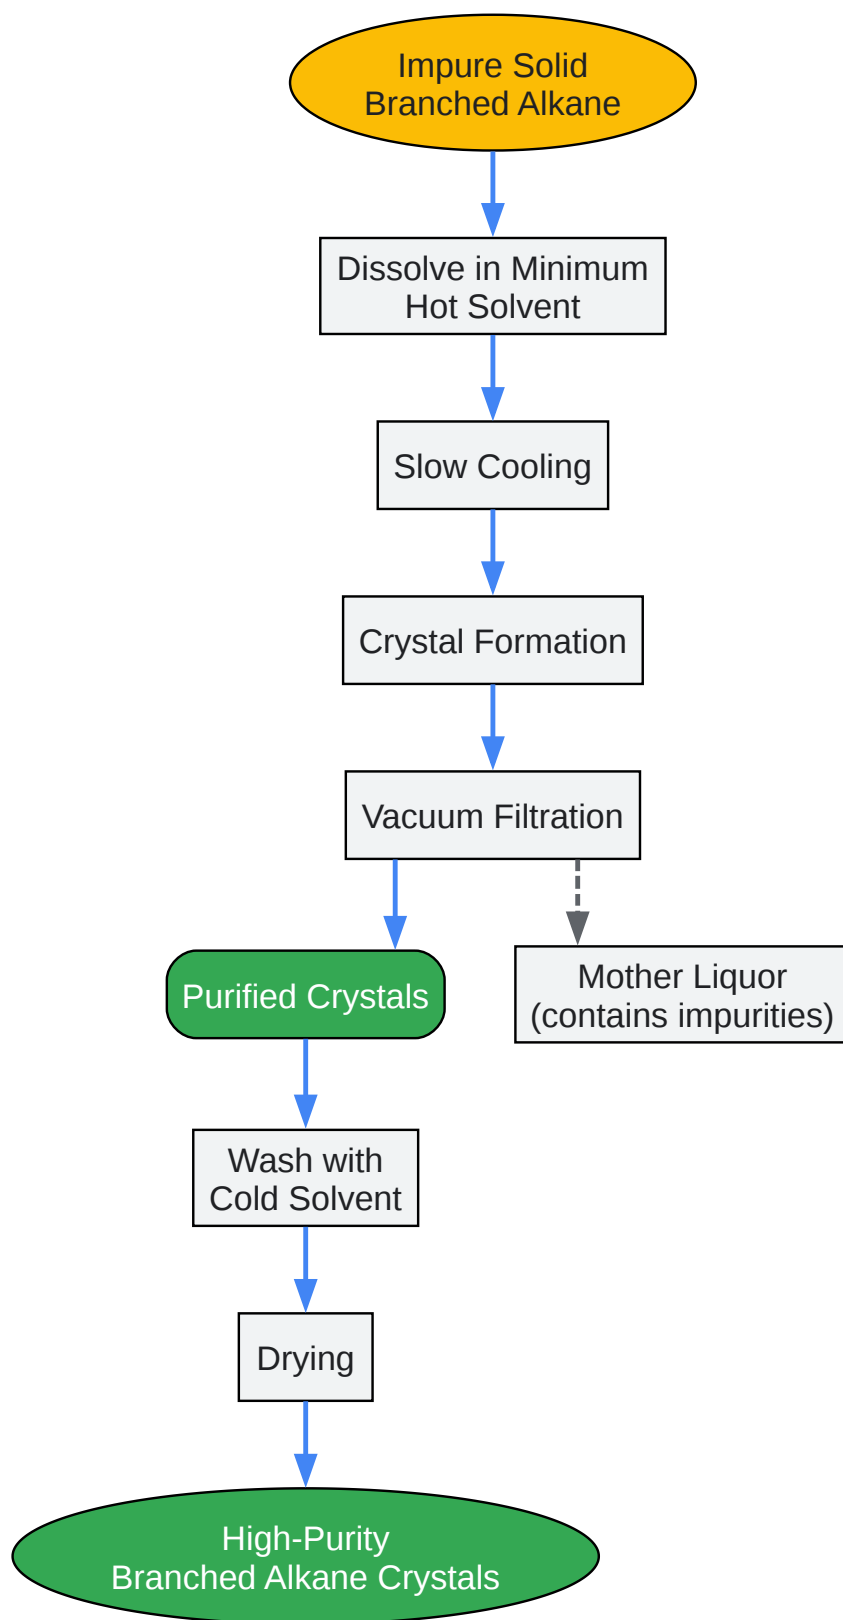 Impure Solid
Branched Alkane
Dissolve in Minimum
Hot Solvent
Slow Cooling
Crystal Formation
Vacuum Filtration
Purified Crystals
Mother Liquor
(contains impurities)
Wash with
Cold Solvent
Drying
High-Purity
Branched Alkane Crystals